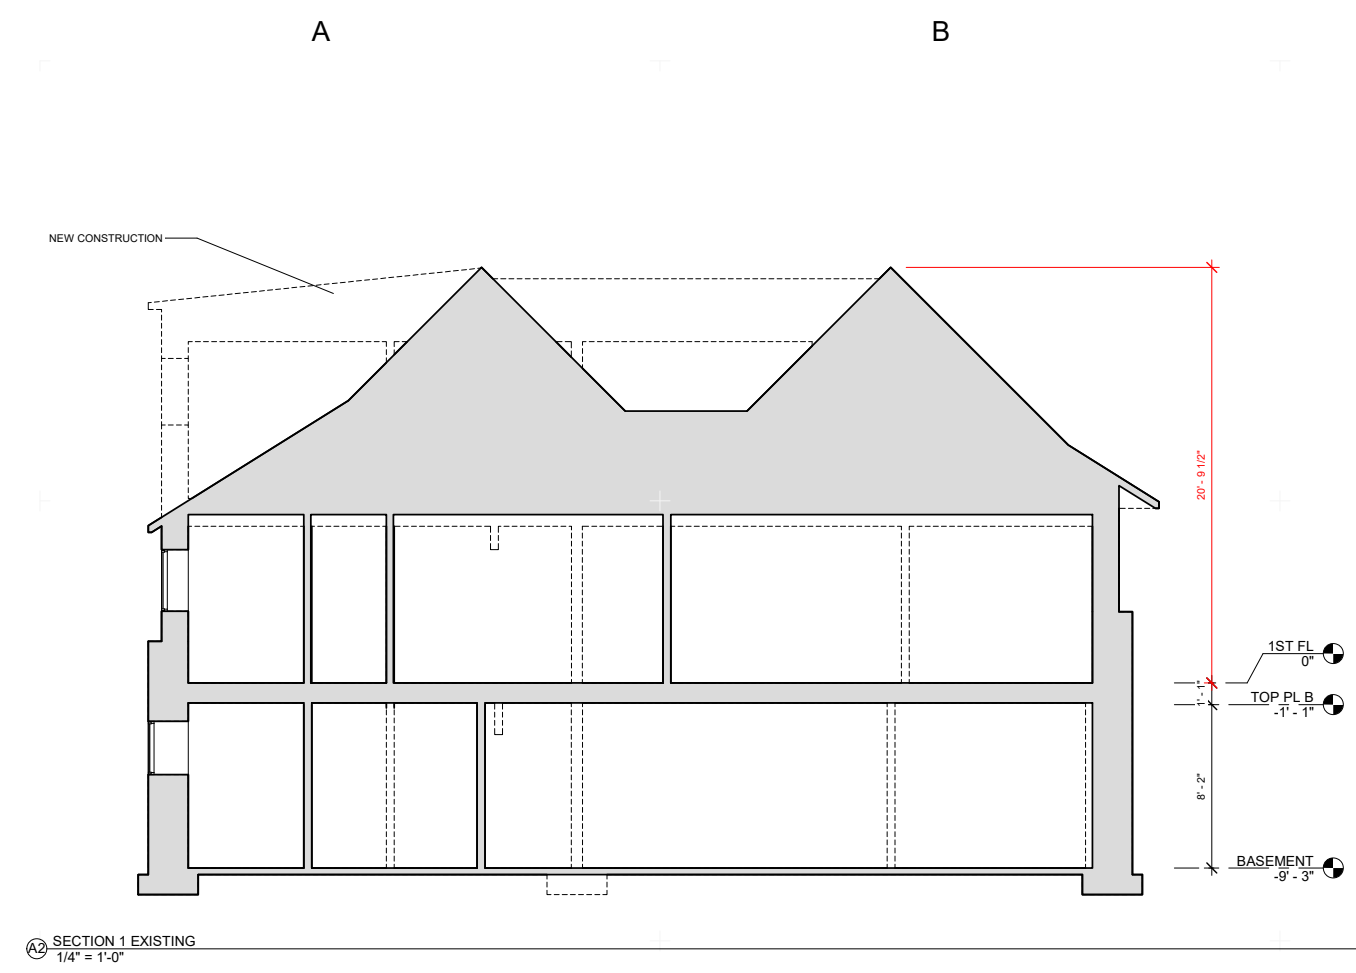 A
B
NEW CONSTRUCTION
20' - 9 1/2"
1ST FL
0"
1' - 1"
TOP PL B
-1' - 1"
8' - 2"
BASEMENT
-9' - 3"
A2 SECTION 1 EXISTING
1/4" = 1'-0"